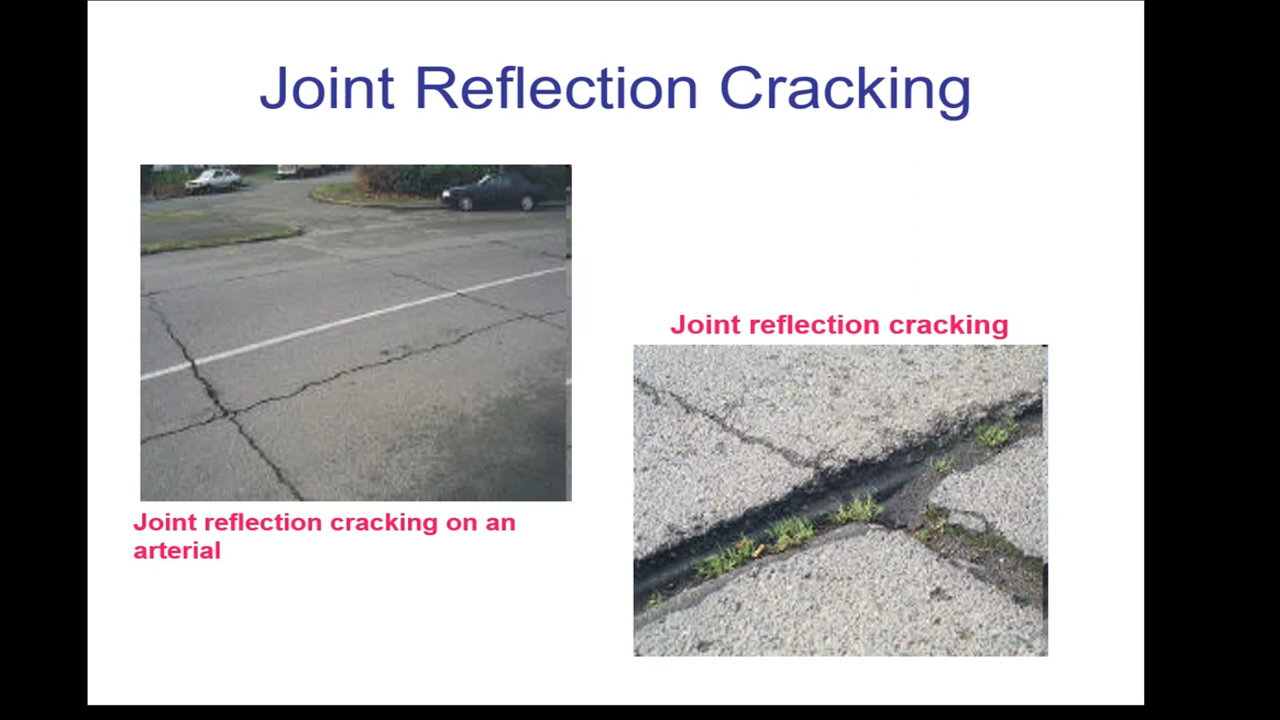 Joint Reflection Cracking
Joint reflection cracking
Joint reflection cracking on an
arterial